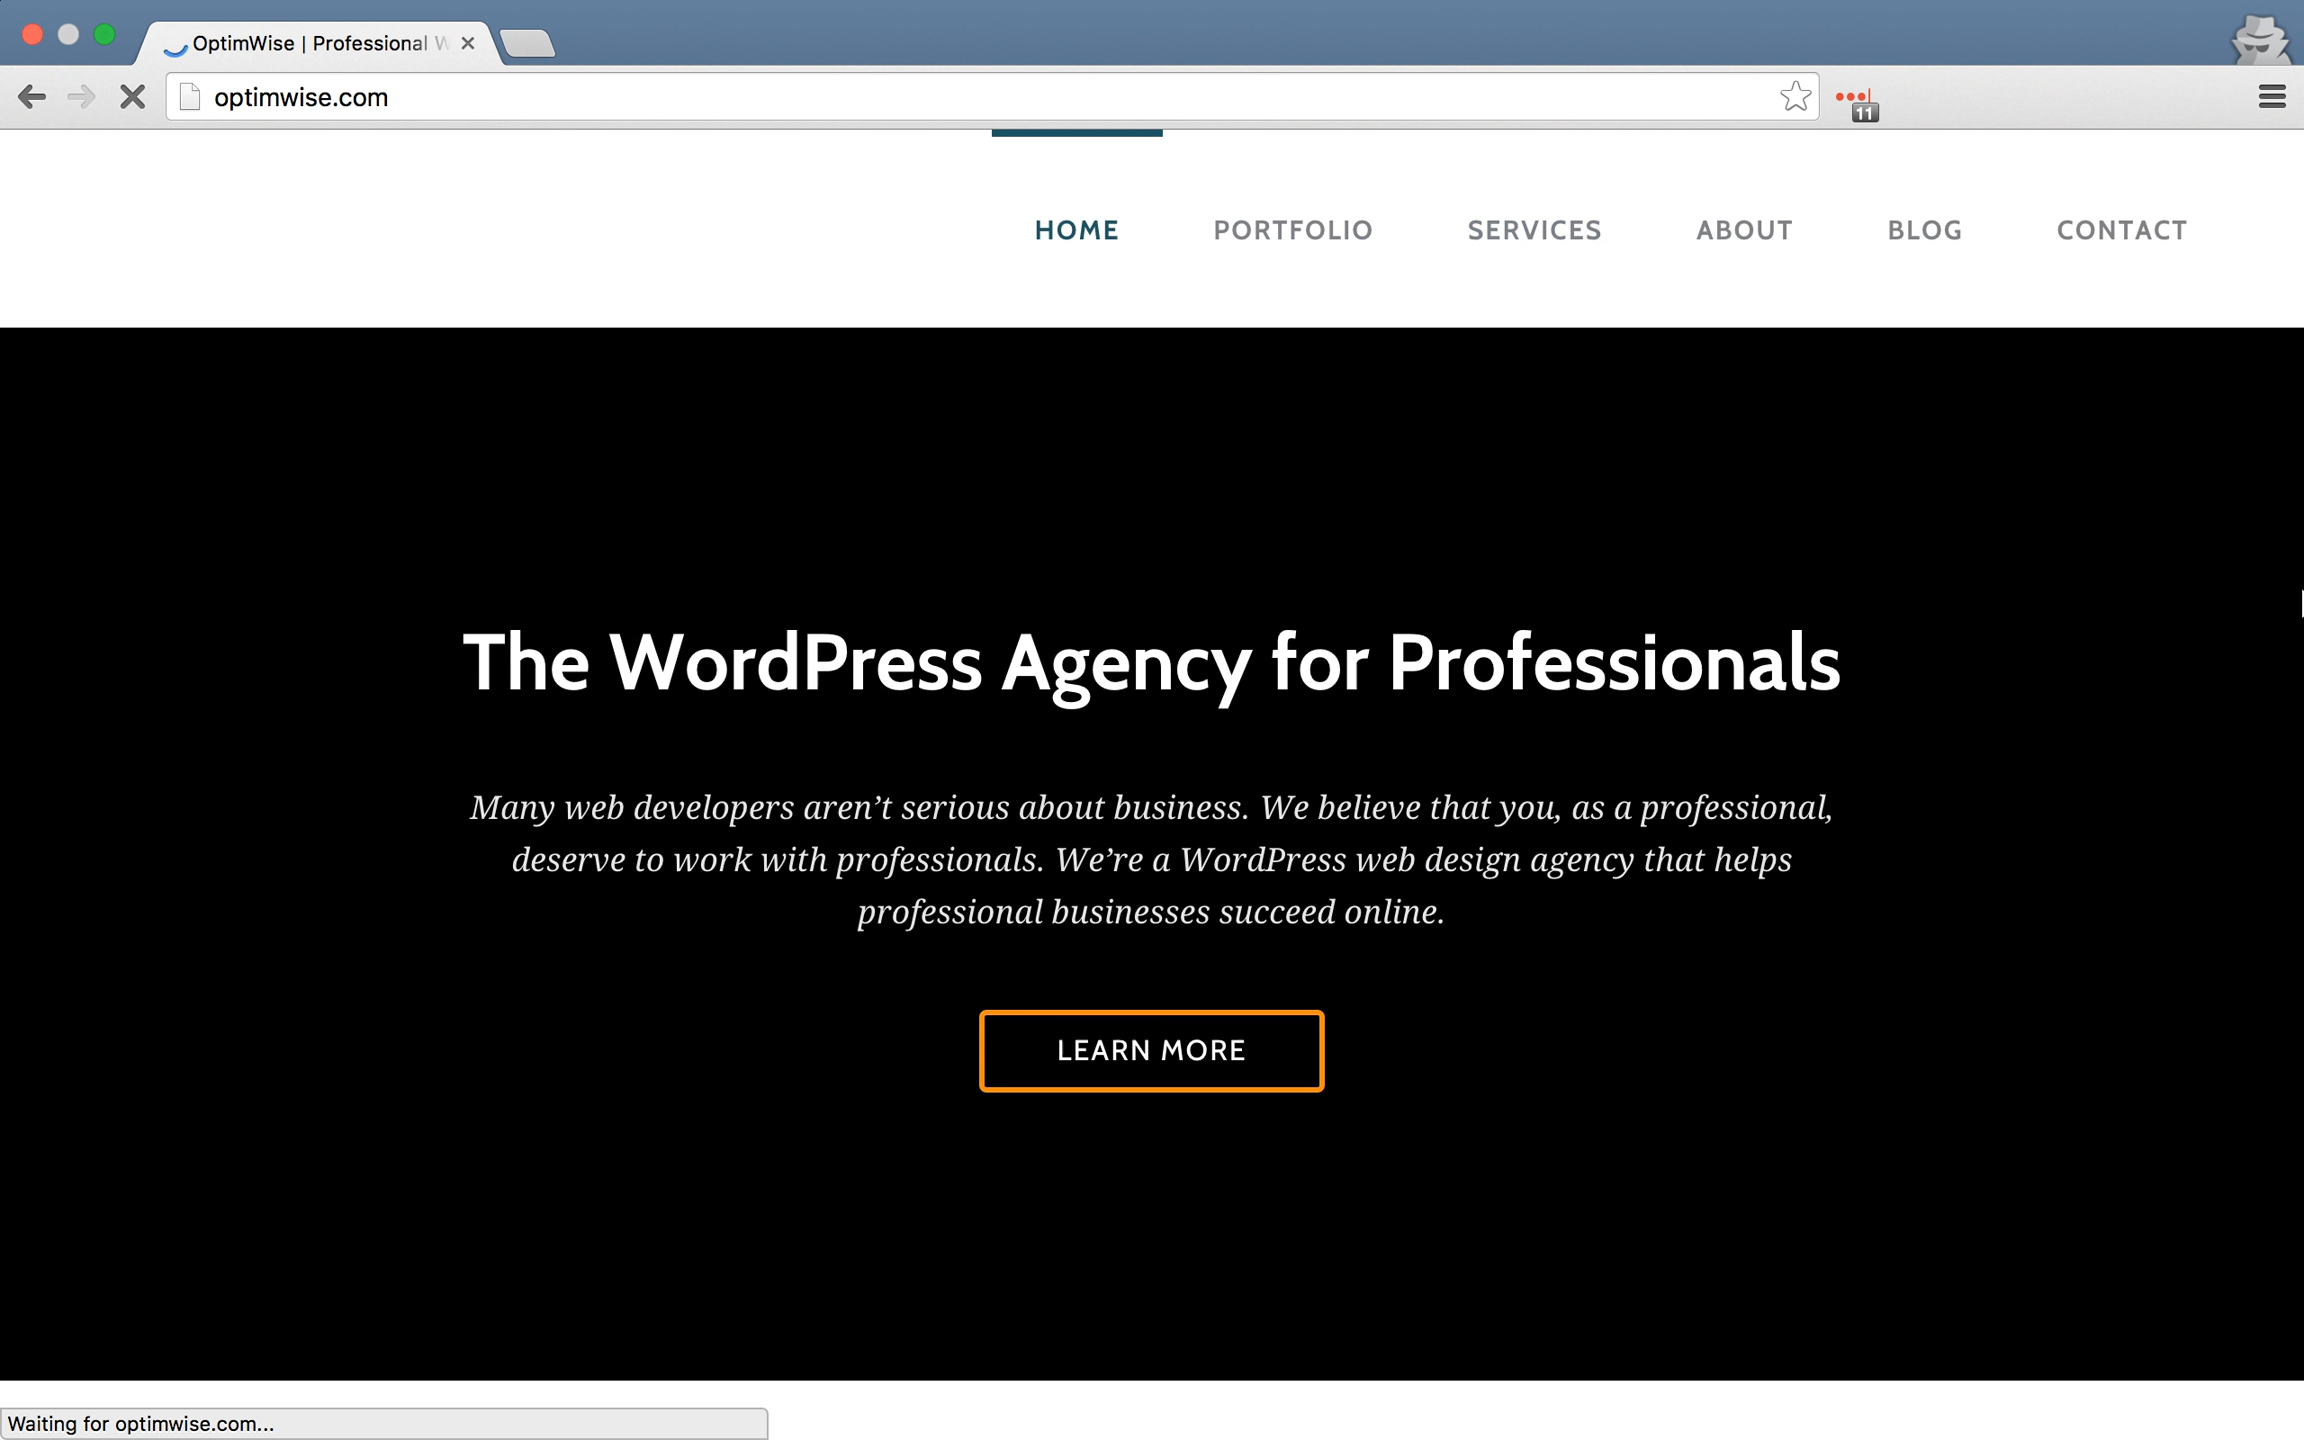 OptimWise | Professional W
optimwise.com
11
HOME PORTFOLIO SERVICES ABOUT BLOG CONTACT
The WordPress Agency for Professionals
Many web developers aren’t serious about business. We believe that you, as a professional,
deserve to work with professionals. We’re a WordPress web design agency that helps
professional businesses succeed online.
LEARN MORE
Waiting for optimwise.com...